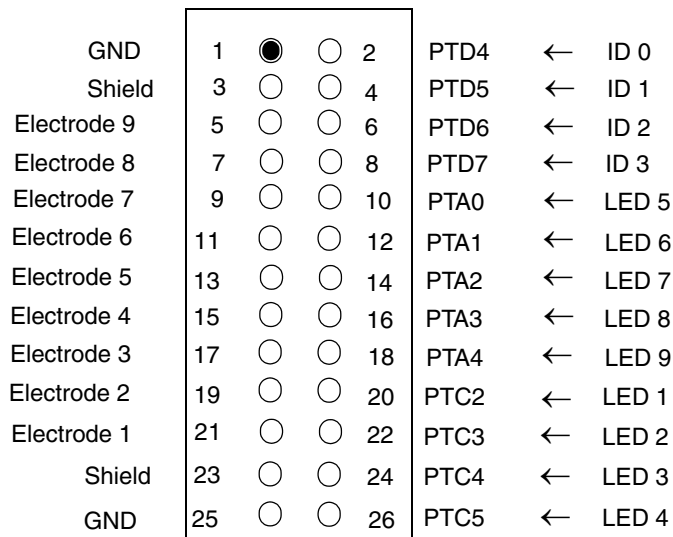 GND 1 2 PTD4 ← ID 0
Shield 3 4 PTD5 ← ID 1
Electrode 9 5 6 PTD6 ← ID 2
Electrode 8 7 8 PTD7 ← ID 3
Electrode 7 9 10 PTA0 ← LED 5
Electrode 6 11 12 PTA1 ← LED 6
Electrode 5 13 14 PTA2 ← LED 7
Electrode 4 15 16 PTA3 ← LED 8
Electrode 3 17 18 PTA4 ← LED 9
Electrode 2 19 20 PTC2 ← LED 1
Electrode 1 21 22 PTC3 ← LED 2
Shield 23 24 PTC4 ← LED 3
GND 25 26 PTC5 ← LED 4